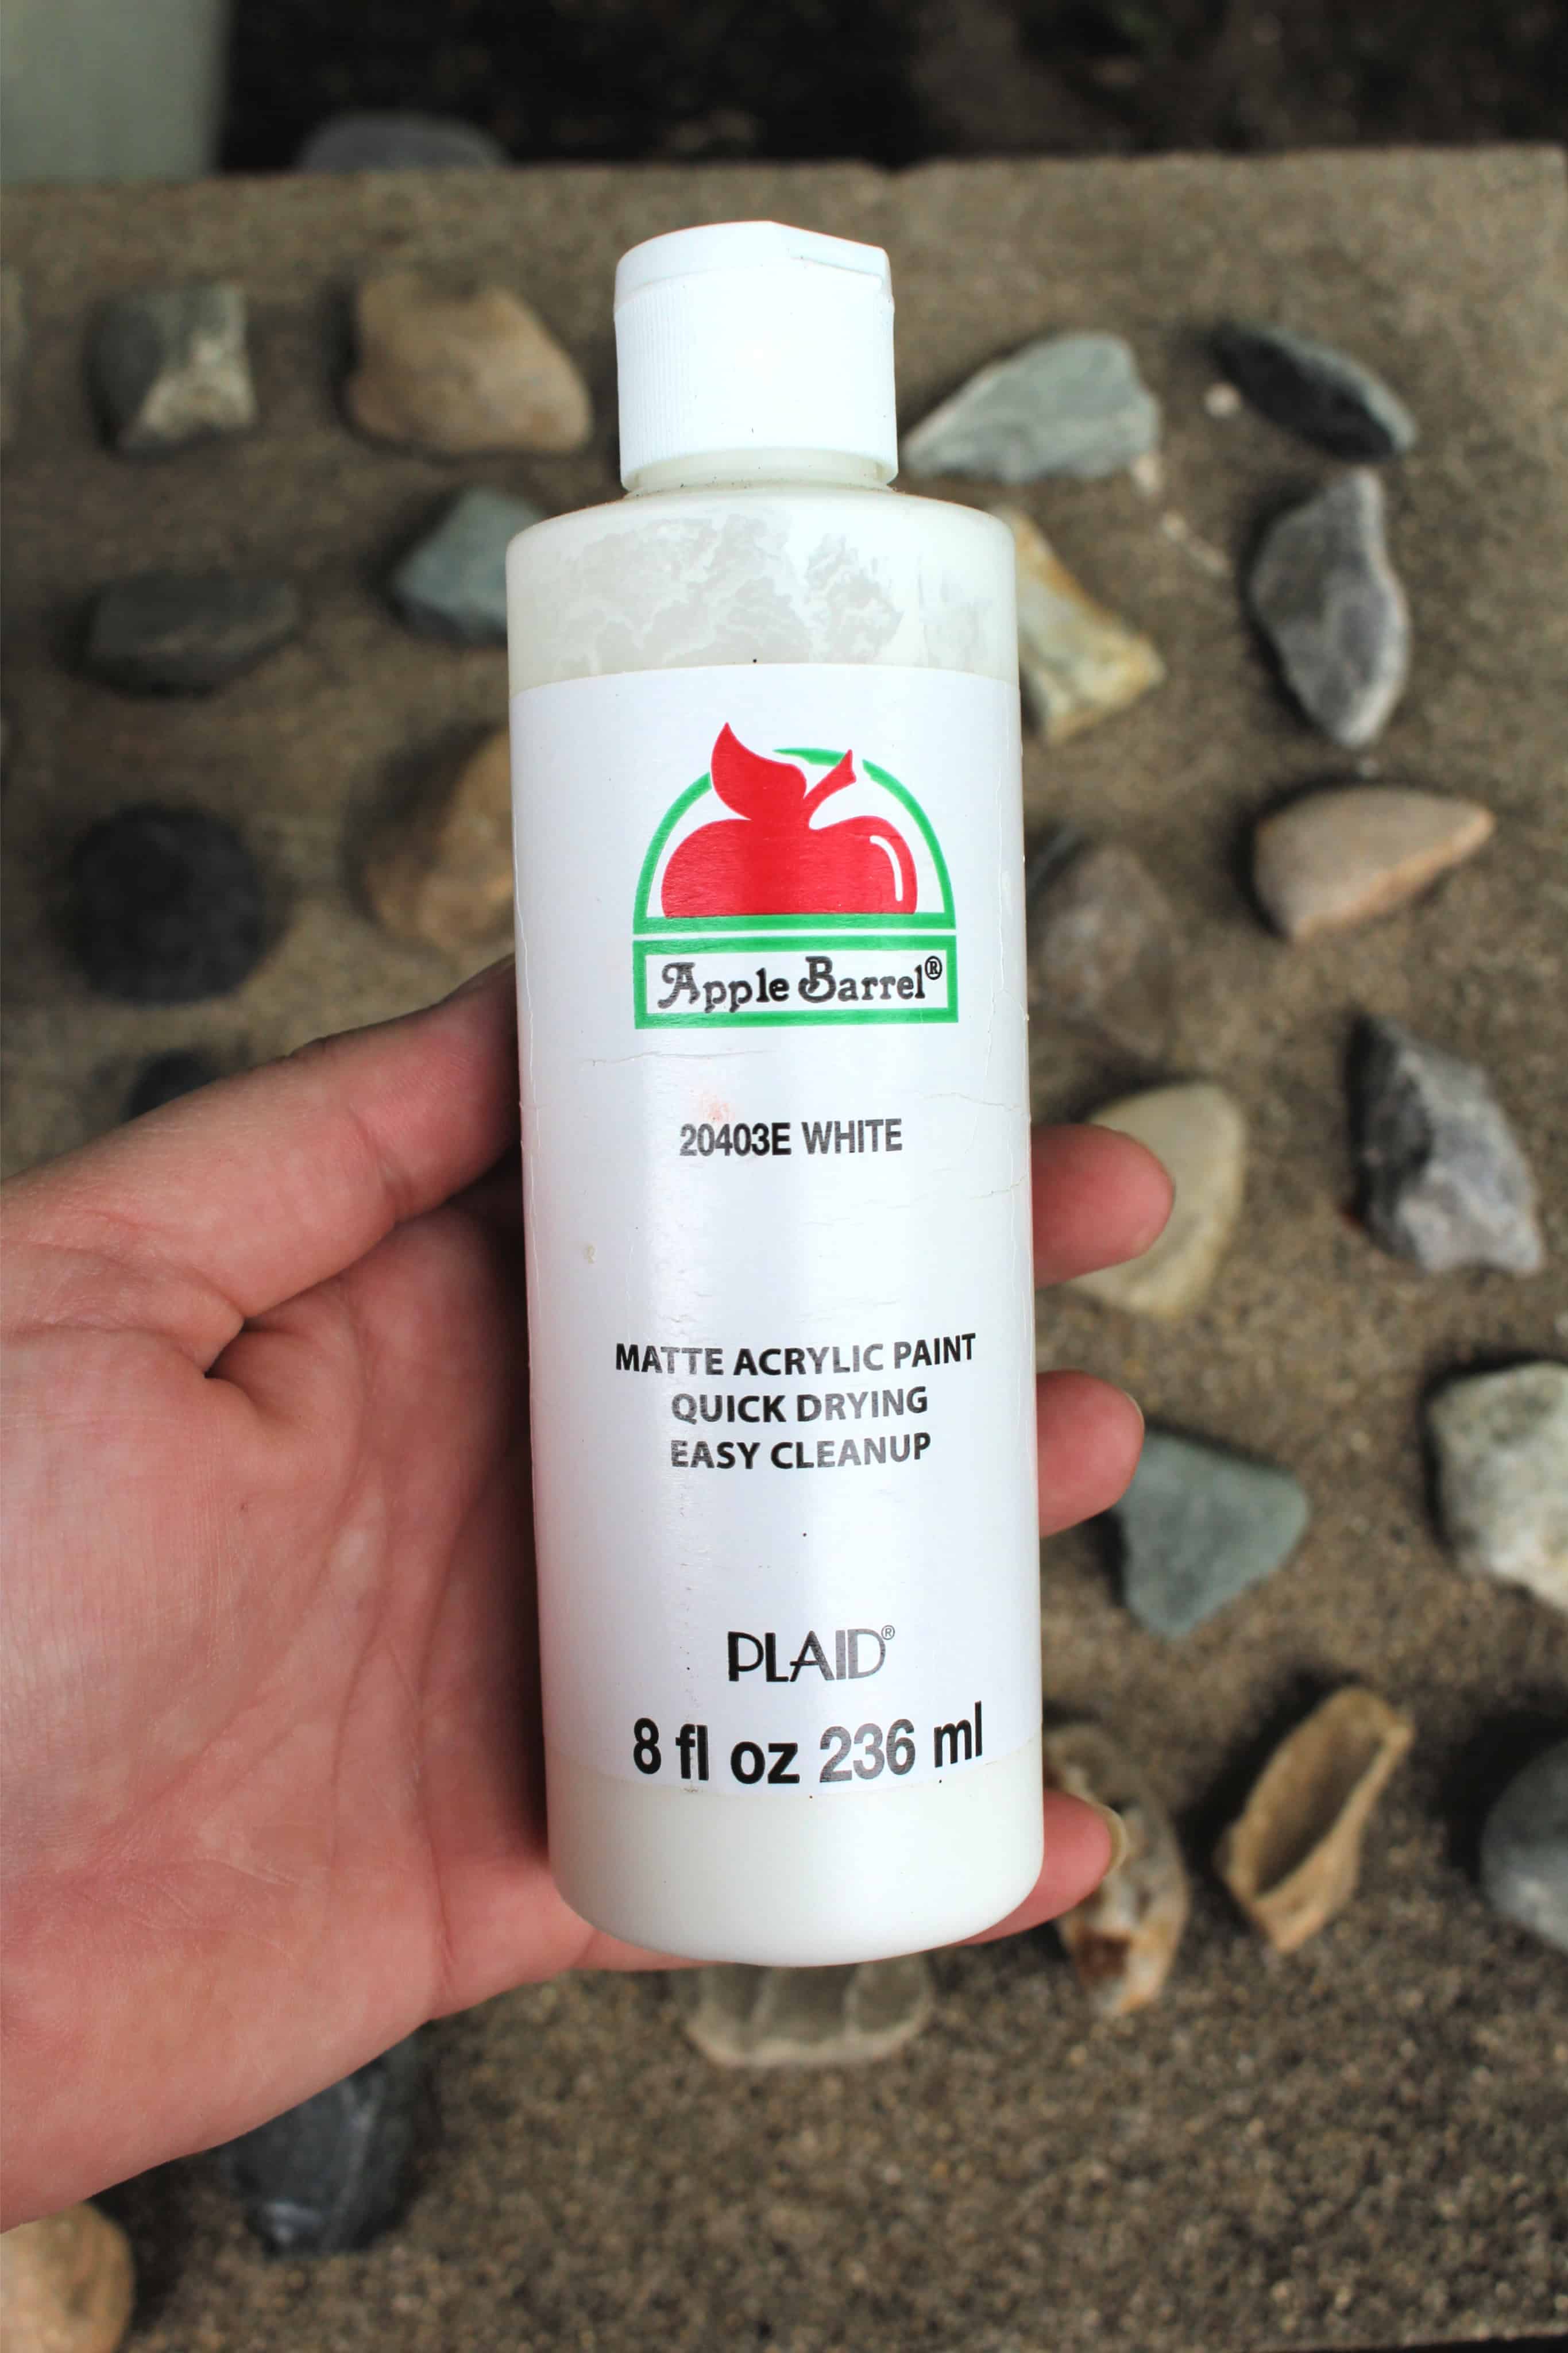 Apple Barrel®
20403E WHITE
MATTE ACRYLIC PAINT
QUICK DRYING
EASY CLEANUP
PLAID®
8 fl oz 236 ml